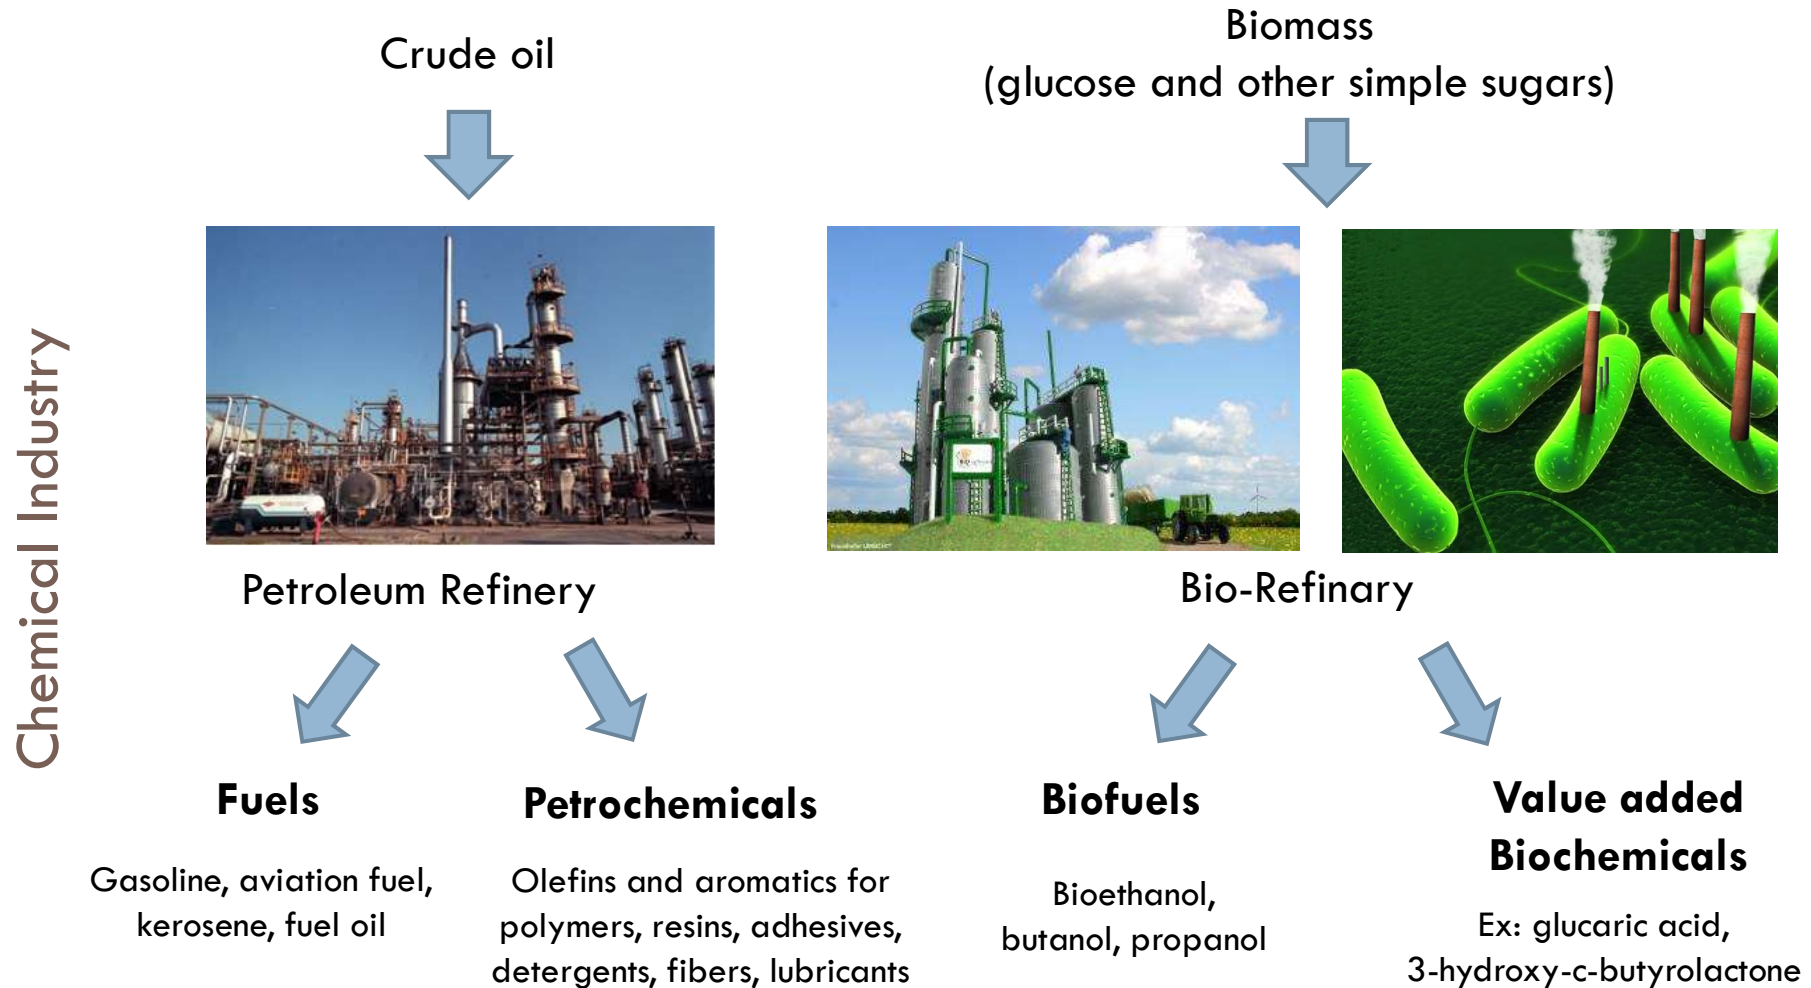 Crude oil
Biomass
(glucose and other simple sugars)
Chemical Industry
Petroleum Refinery
Bio-Refinary
Fuels
Petrochemicals
Biofuels
Value added
Biochemicals
Gasoline, aviation fuel,
kerosene, fuel oil
Olefins and aromatics for
polymers, resins, adhesives,
detergents, fibers, lubricants
Bioethanol,
butanol, propanol
Ex: glucaric acid,
3-hydroxy-c-butyrolactone